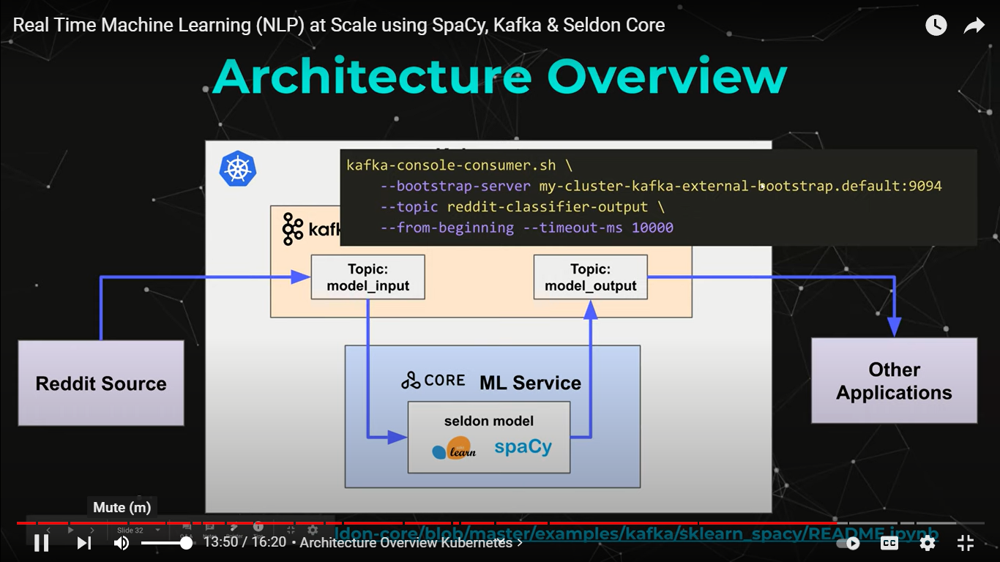 Real Time Machine Learning (NLP) at Scale using SpaCy, Kafka & Seldon Core
Architecture Overview
kafka-console-consumer.sh \
--bootstrap-server my-cluster-kafka-external-bootstrap.default:9094
--topic reddit-classifier-output \
--from-beginning --timeout-ms 10000
Topic:
model_input
Topic:
model_output
Reddit Source
Other
Applications
CORE ML Service
seldon model
learn spaCy
Mute (m)
Slide 32
ldon-core/blob/master/examples/kafka/sklearn_spacy/README.ipynb
13:50 / 16:20 • Architecture Overview Kubernetes >
CC